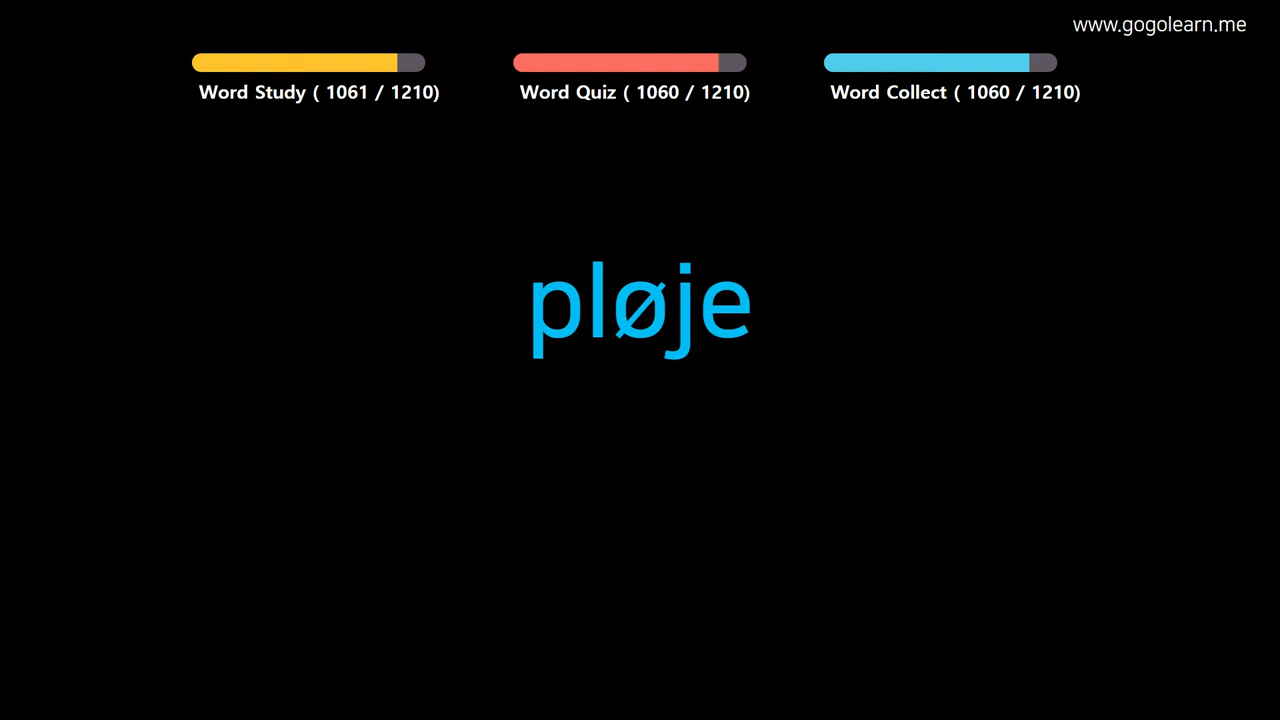 www.gogolearn.me
Word Study ( 1061 / 1210)
Word Quiz ( 1060 / 1210)
Word Collect ( 1060 / 1210)
pløje